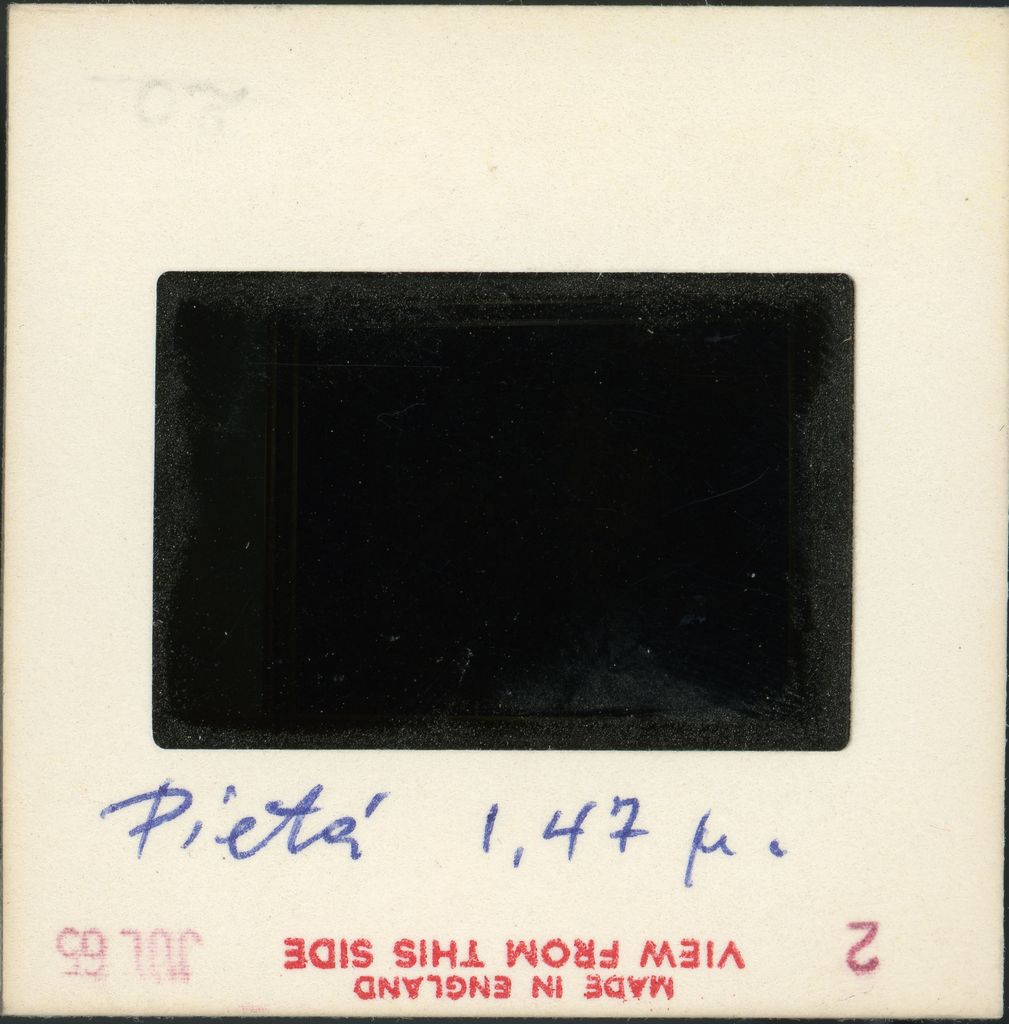 Pietá 1,47 μ.
2
VIEW FROM THIS SIDE
JUL 65
MADE IN ENGLAND